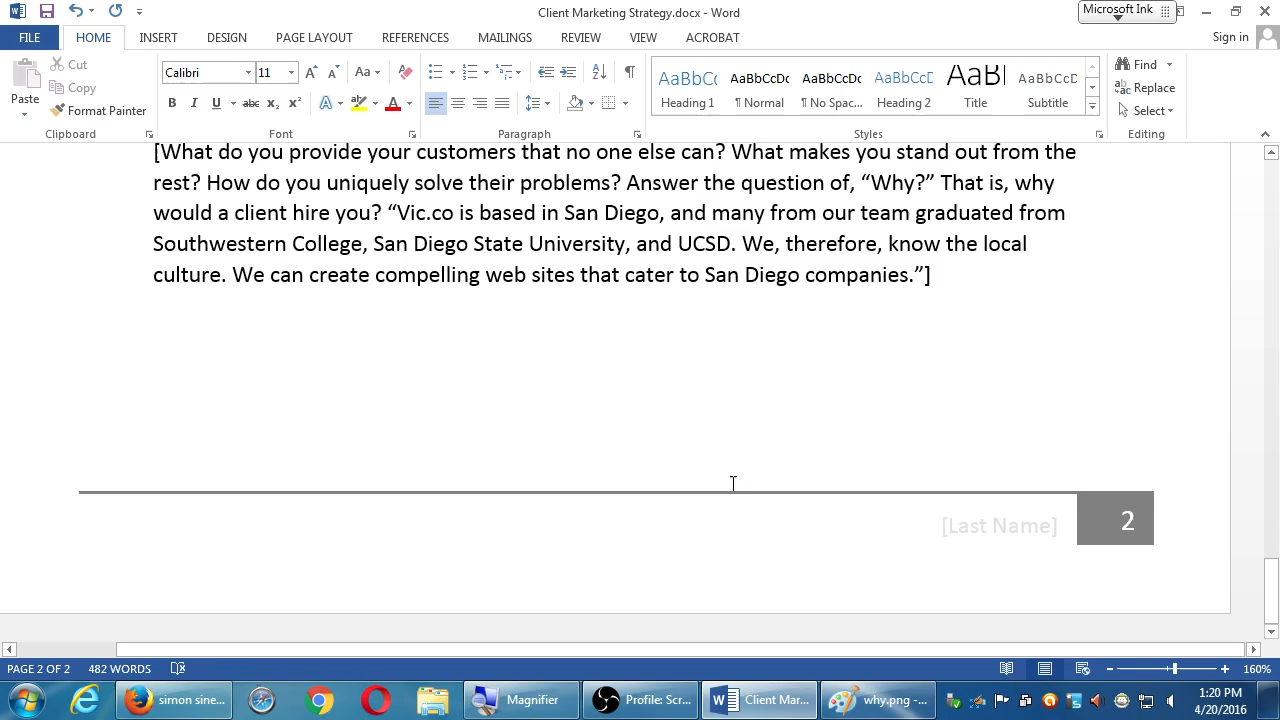 Client Marketing Strategy.docx - Word
Microsoft Ink
FILE HOME INSERT DESIGN PAGE LAYOUT REFERENCES MAILINGS REVIEW VIEW ACROBAT Sign in
Paste
Cut
Copy
Format Painter
Clipboard
Calibri 11 A A Aa
B I U abc x₂ x² A A
Font
Paragraph
AaBbCc AaBbCcDc AaBbCcDc AaBbCcD AaB AaBbCcD
Heading 1 ¶ Normal ¶ No Spac... Heading 2 Title Subtitle
Styles
Find
Replace
Select
Editing
[What do you provide your customers that no one else can? What makes you stand out from the
rest? How do you uniquely solve their problems? Answer the question of, “Why?” That is, why
would a client hire you? “Vic.co is based in San Diego, and many from our team graduated from
Southwestern College, San Diego State University, and UCSD. We, therefore, know the local
culture. We can create compelling web sites that cater to San Diego companies.”]
[Last Name] 2
PAGE 2 OF 2 482 WORDS 160%
simon sine... Magnifier Profile: Scr... Client Mar... why.png -...
1:20 PM
4/20/2016